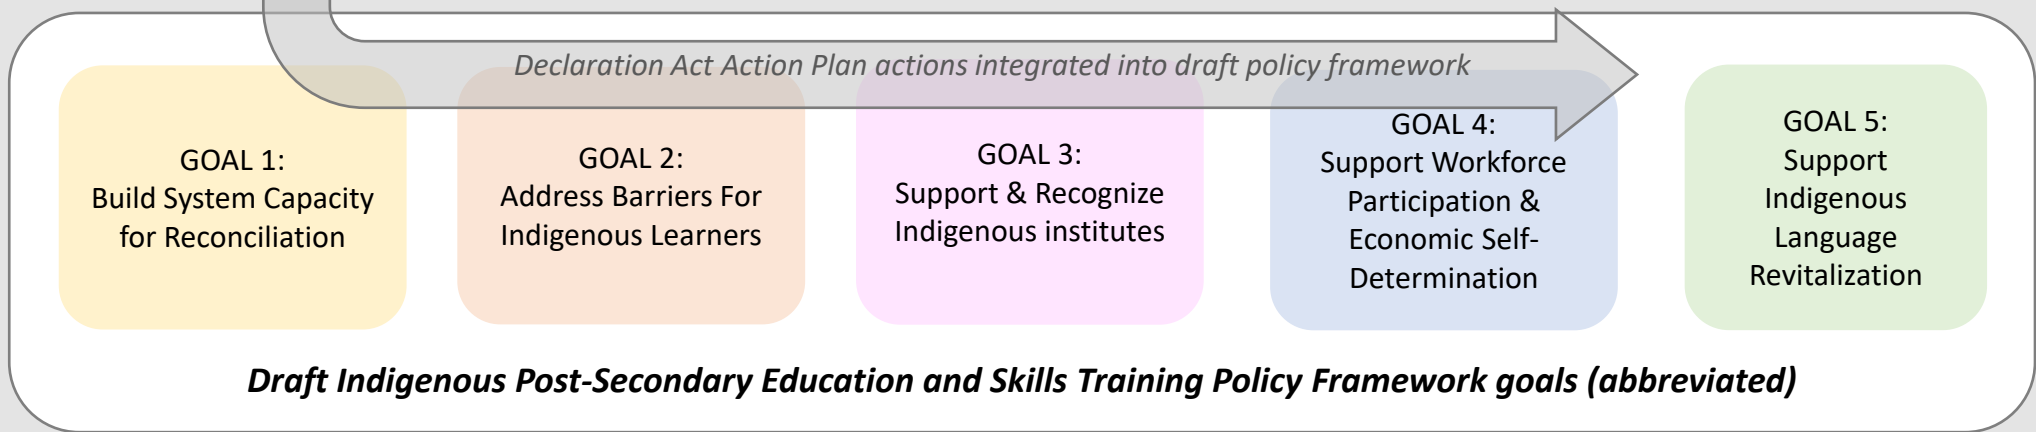 Declaration Act Action Plan actions integrated into draft policy framework
GOAL 1:
Build System Capacity
for Reconciliation
GOAL 2:
Address Barriers For
Indigenous Learners
GOAL 3:
Support & Recognize
Indigenous institutes
GOAL 4:
Support Workforce
Participation &
Economic Self-
Determination
GOAL 5:
Support
Indigenous
Language
Revitalization
Draft Indigenous Post-Secondary Education and Skills Training Policy Framework goals (abbreviated)